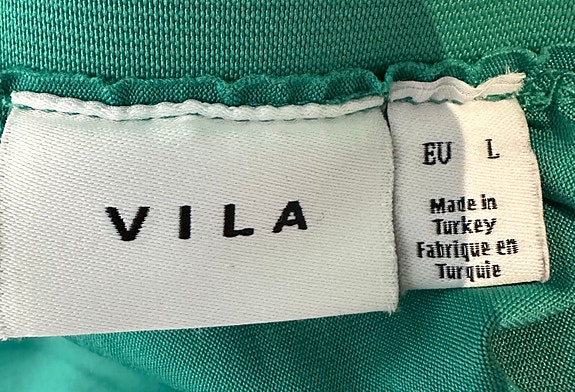 VILA
EU L
Made in
Turkey
Fabrique en
Turquie